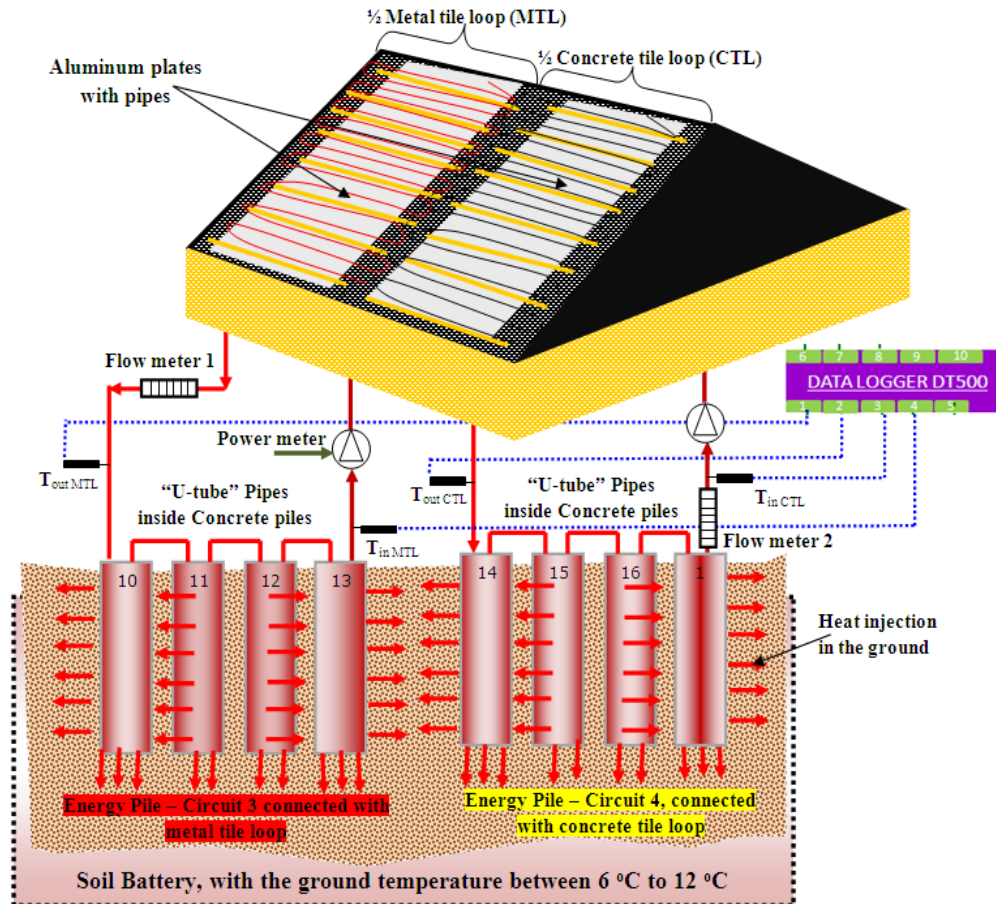 ½ Metal tile loop (MTL)
½ Concrete tile loop (CTL)
Aluminum plates
with pipes
Flow meter 1
6 7 8 9 10
DATA LOGGER DT500
1 2 3 4 5
Power meter
T out MTL
T out CTL
T in CTL
"U-tube" Pipes
inside Concrete piles
"U-tube" Pipes
inside Concrete piles
T in MTL
Flow meter 2
10 11 12 13 14 15 16 1
Heat injection
in the ground
Energy Pile – Circuit 3 connected with
metal tile loop
Energy Pile – Circuit 4, connected
with concrete tile loop
Soil Battery, with the ground temperature between 6 °C to 12 °C